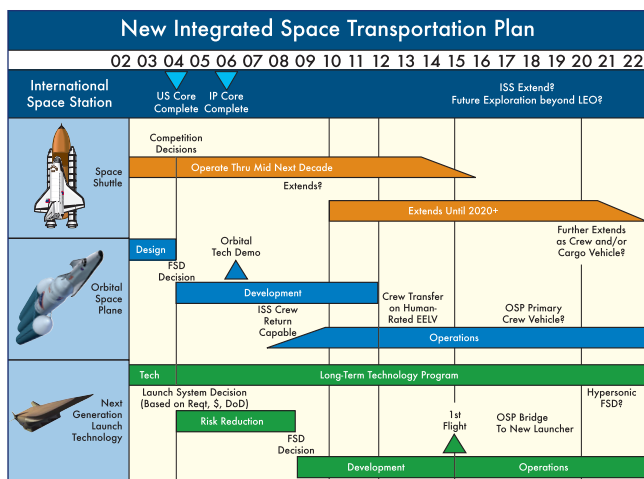 New Integrated Space Transportation Plan
02 03 04 05 06 07 08 09 10 11 12 13 14 15 16 17 18 19 20 21 22
International
Space Station
US Core
Complete
IP Core
Complete
ISS Extend?
Future Exploration beyond LEO?
Space
Shuttle
Competition
Decisions
Operate Thru Mid Next Decade
Extends?
Extends Until 2020+
Further Extends
as Crew and/or
Cargo Vehicle?
Orbital
Space
Plane
Design
FSD
Decision
Orbital
Tech Demo
Development
ISS Crew
Return
Capable
Crew Transfer
on Human-
Rated EELV
OSP Primary
Crew Vehicle?
Operations
Next
Generation
Launch
Technology
Tech
Long-Term Technology Program
Launch System Decision
(Based on Reqt, $, DoD)
Hypersonic
FSD?
Risk Reduction
FSD
Decision
1st
Flight
OSP Bridge
To New Launcher
Development
Operations